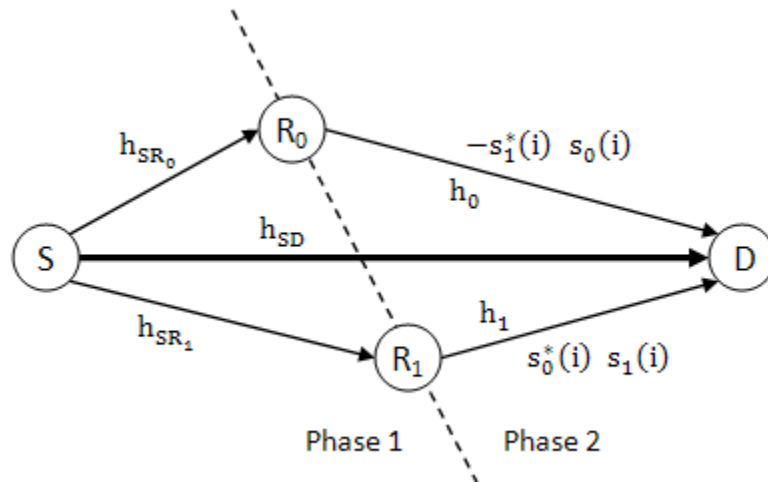 R₀
−s₁*(i) s₀(i)
h_SR₀
h₀
h_SD
S
D
h₁
h_SR₁
R₁
s₀*(i) s₁(i)
Phase 1 Phase 2